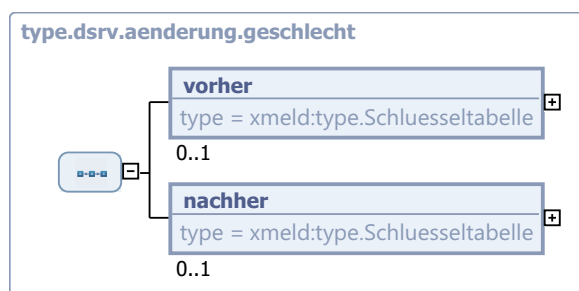 type.dsrv.aenderung.geschlecht
vorher
type = xmeld:type.Schluesseltabelle
0..1
nachher
type = xmeld:type.Schluesseltabelle
0..1